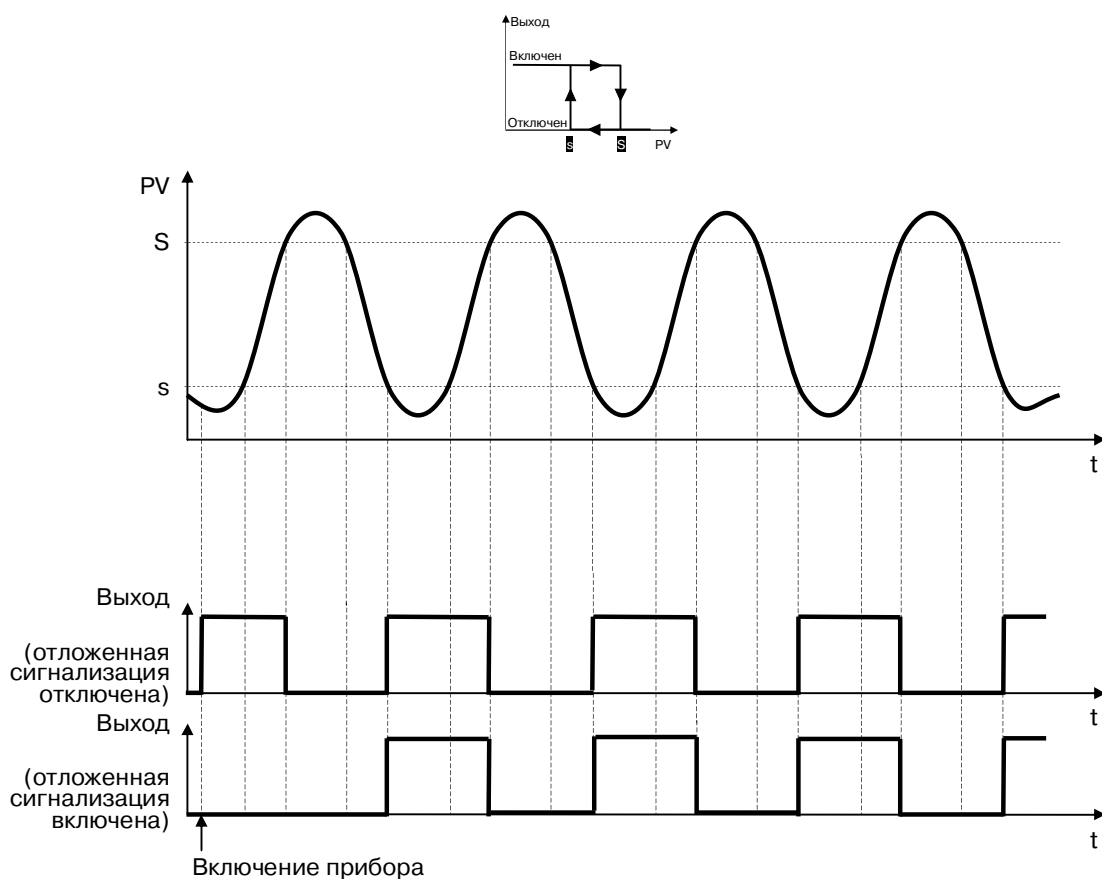 Выход
Включен
Отключен
s S PV
PV
S
s
t
Выход
(отложенная
сигнализация
отключена)
t
Выход
(отложенная
сигнализация
включена)
t
Включение прибора